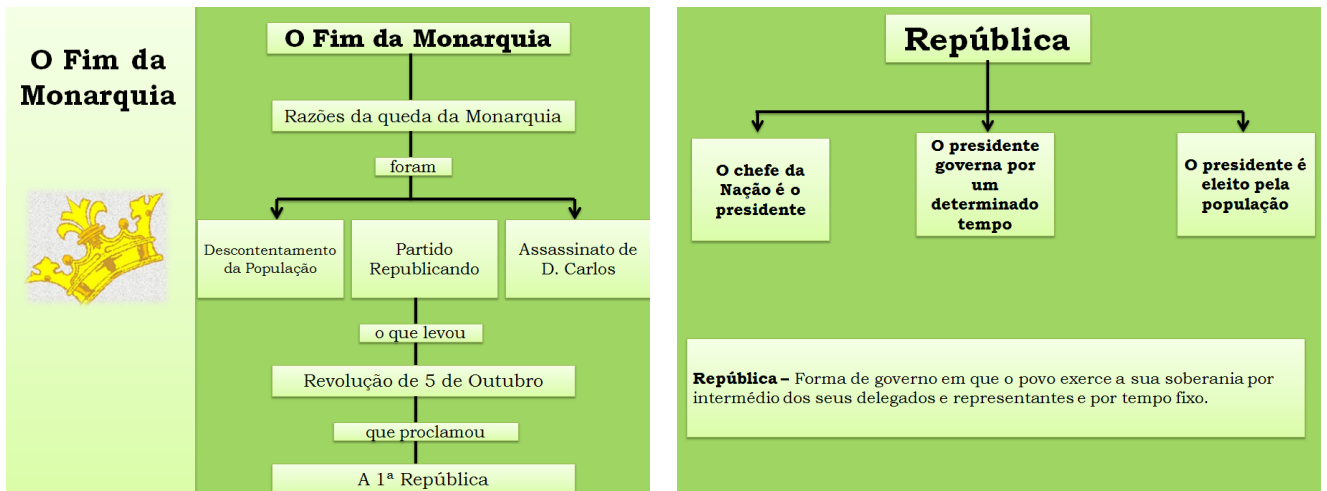 O Fim da
Monarquia
O Fim da Monarquia
Razões da queda da Monarquia
foram
Descontentamento
da População
Partido
Republicando
Assassinato de
D. Carlos
o que levou
Revolução de 5 de Outubro
que proclamou
A 1ª República
República
O chefe da
Nação é o
presidente
O presidente
governa por
um
determinado
tempo
O presidente é
eleito pela
população
República – Forma de governo em que o povo exerce a sua soberania por
intermédio dos seus delegados e representantes e por tempo fixo.